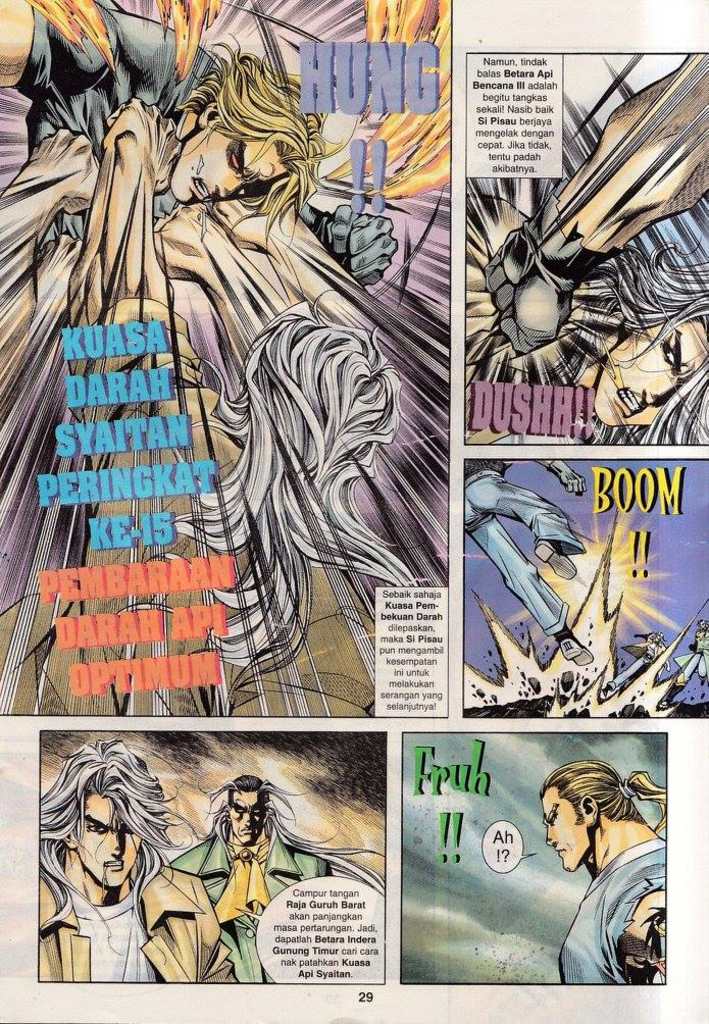 HUNG
!!
KUASA
DARAH
SYAITAN
PERINGKAT
KE-15
PEMBARAAN
DARAH API
OPTIMUM
Sebaik sahaja
Kuasa Pem-
bekuan Darah
dilepaskan,
maka Si Pisau
pun mengambil
kesempatan
ini untuk
melakukan
serangan yang
selanjutnya!
Namun, tindak
balas Betara Api
Bencana III adalah
begitu tangkas
sekali! Nasib baik
Si Pisau berjaya
mengelak dengan
cepat. Jika tidak,
tentu padah
akibatnya.
DUSHH!!
BOOM
!!
Campur tangan
Raja Guruh Barat
akan panjangkan
masa pertarungan. Jadi,
dapatlah Betara Indera
Gunung Timur cari cara
nak patahkan Kuasa
Api Syaitan.
Fruh
!!
Ah
!?
29